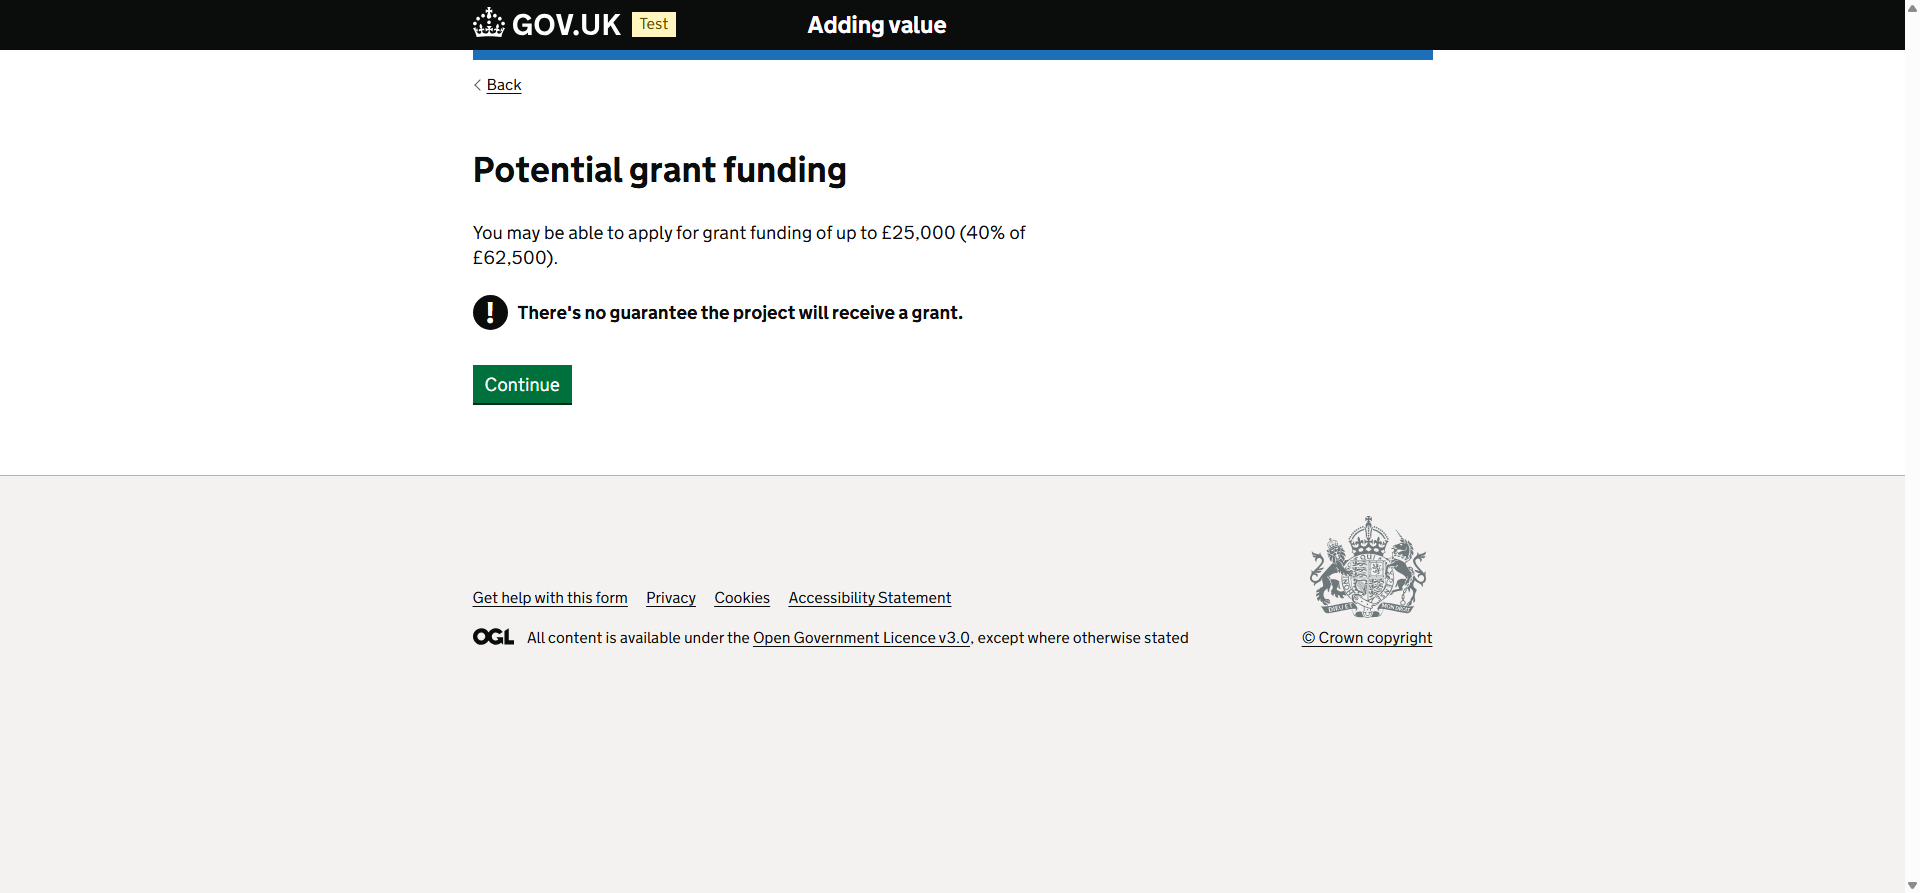 GOV.UK Test Adding value
Back
Potential grant funding
You may be able to apply for grant funding of up to £25,000 (40% of
£62,500).
! There's no guarantee the project will receive a grant.
Continue
Get help with this form Privacy Cookies Accessibility Statement
OGL All content is available under the Open Government Licence v3.0, except where otherwise stated
© Crown copyright